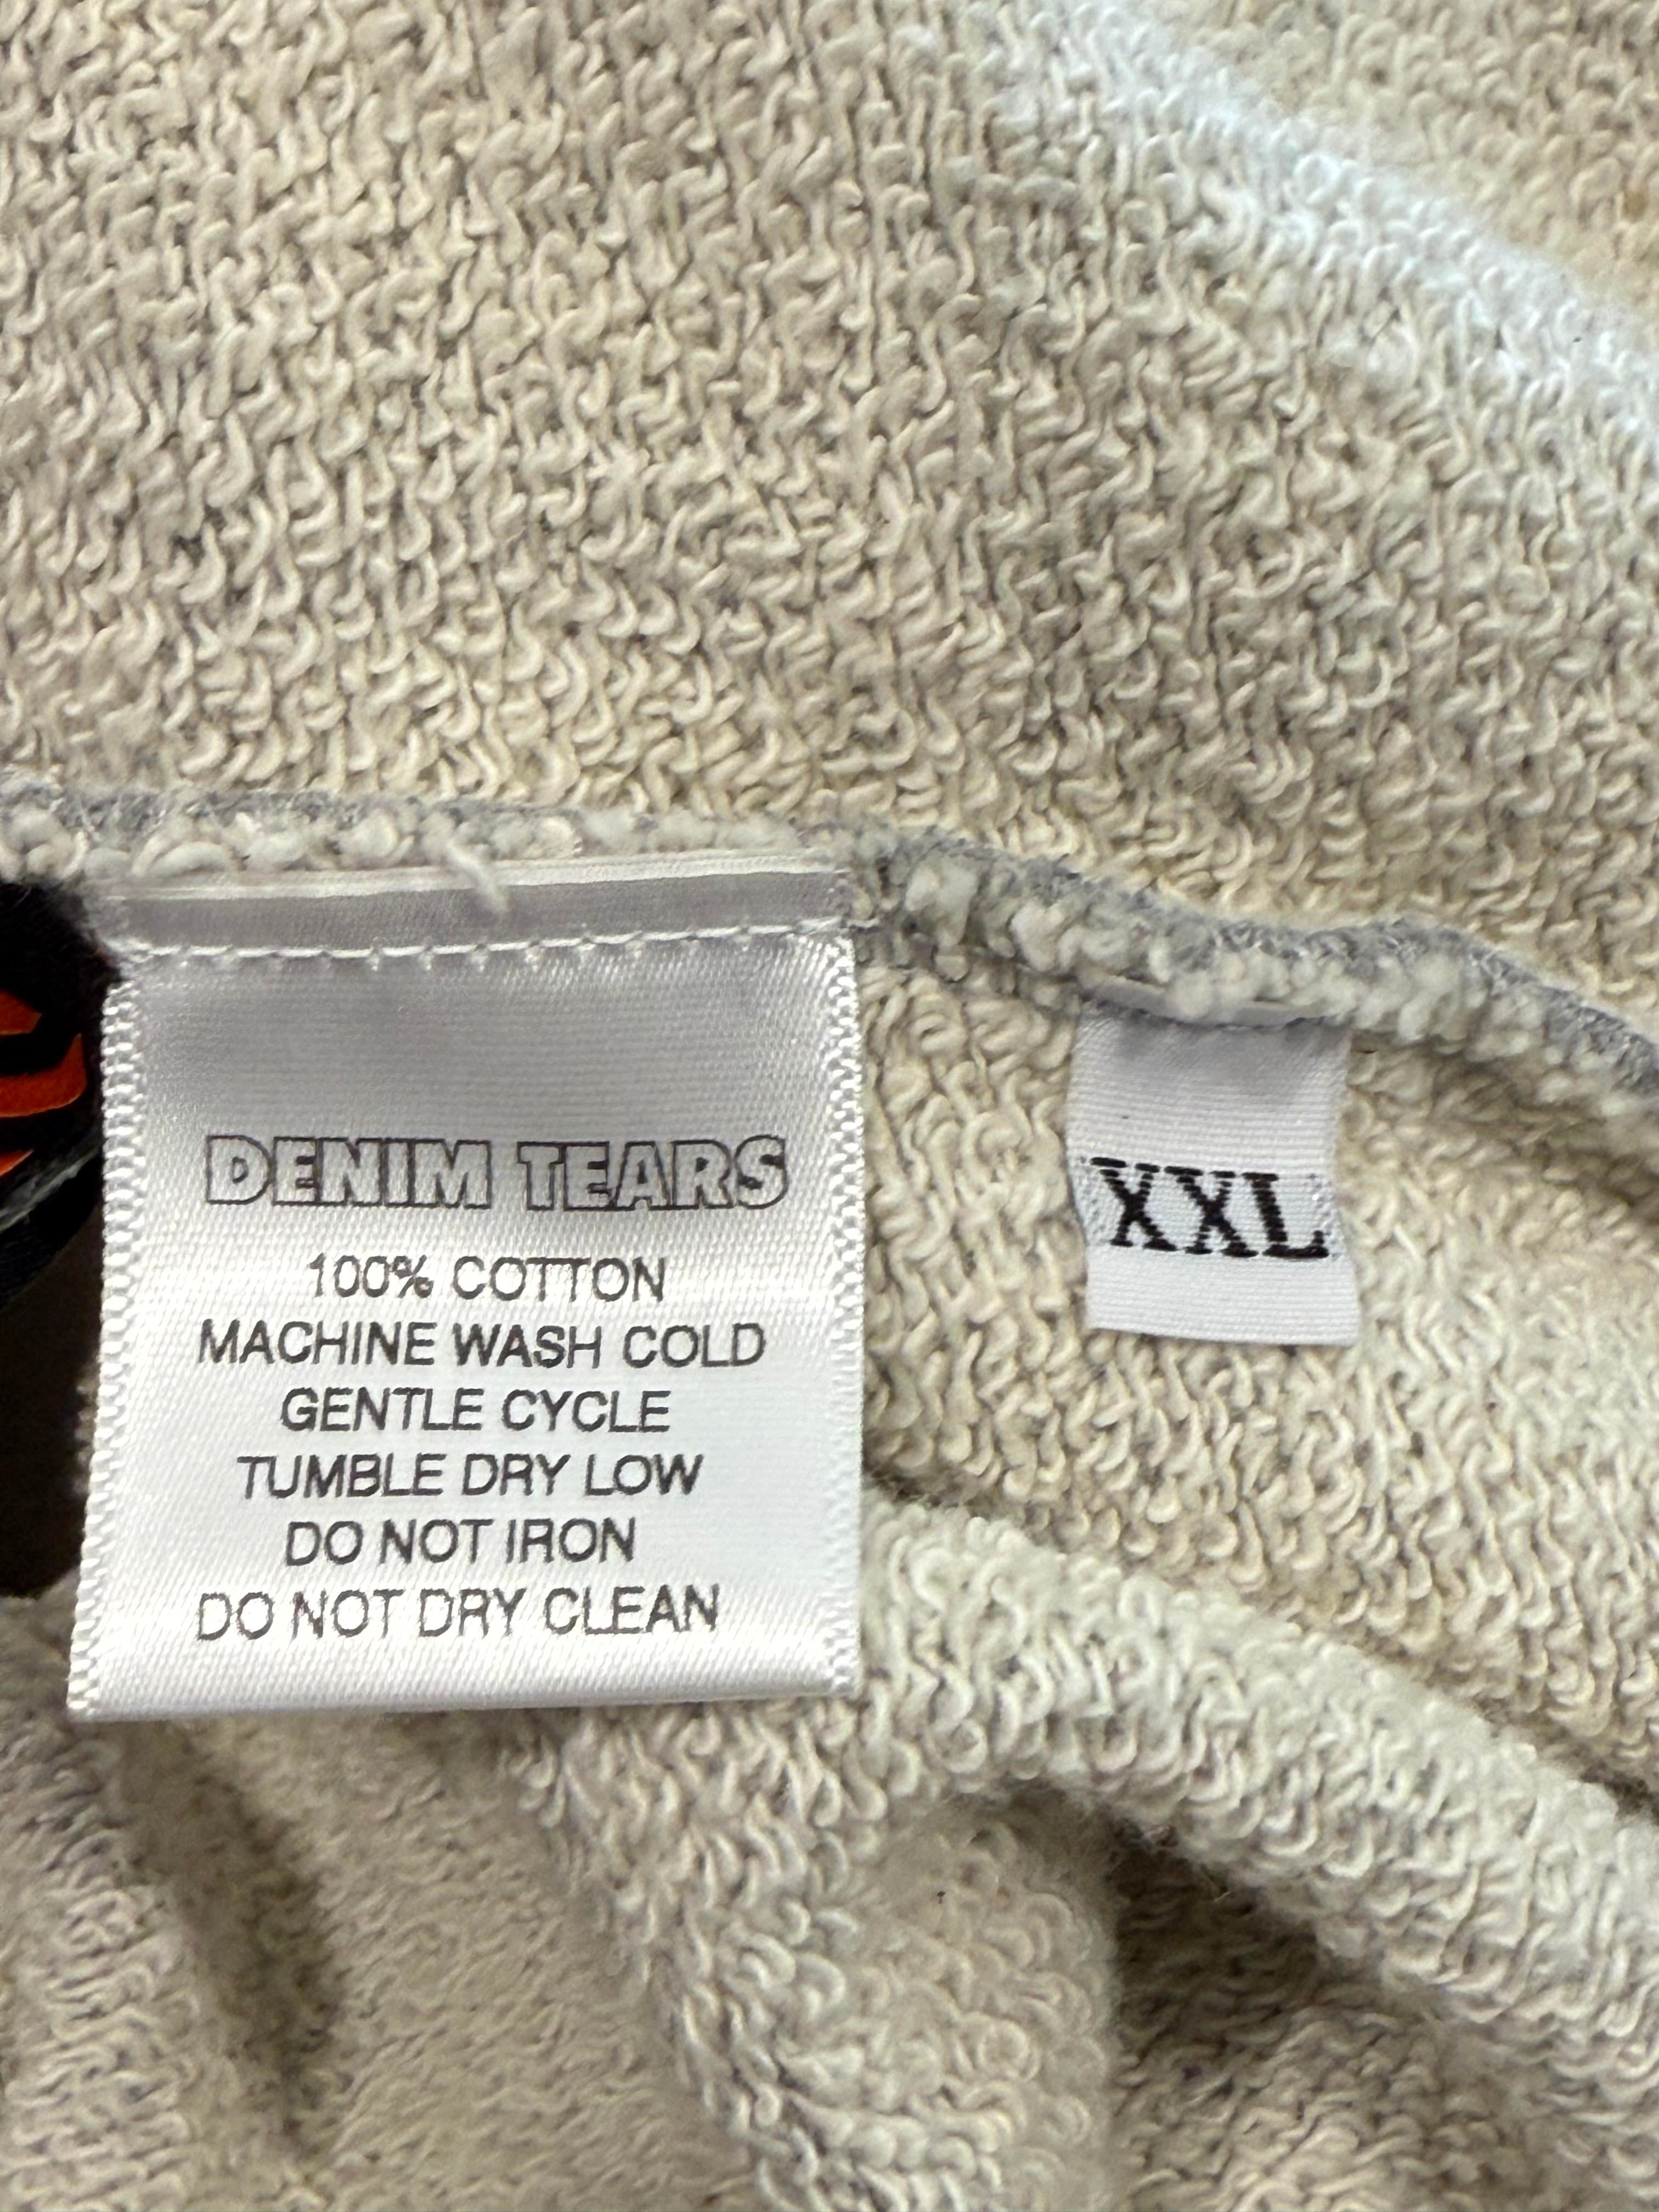 DENIM TEARS
100% COTTON
MACHINE WASH COLD
GENTLE CYCLE
TUMBLE DRY LOW
DO NOT IRON
DO NOT DRY CLEAN
XXL